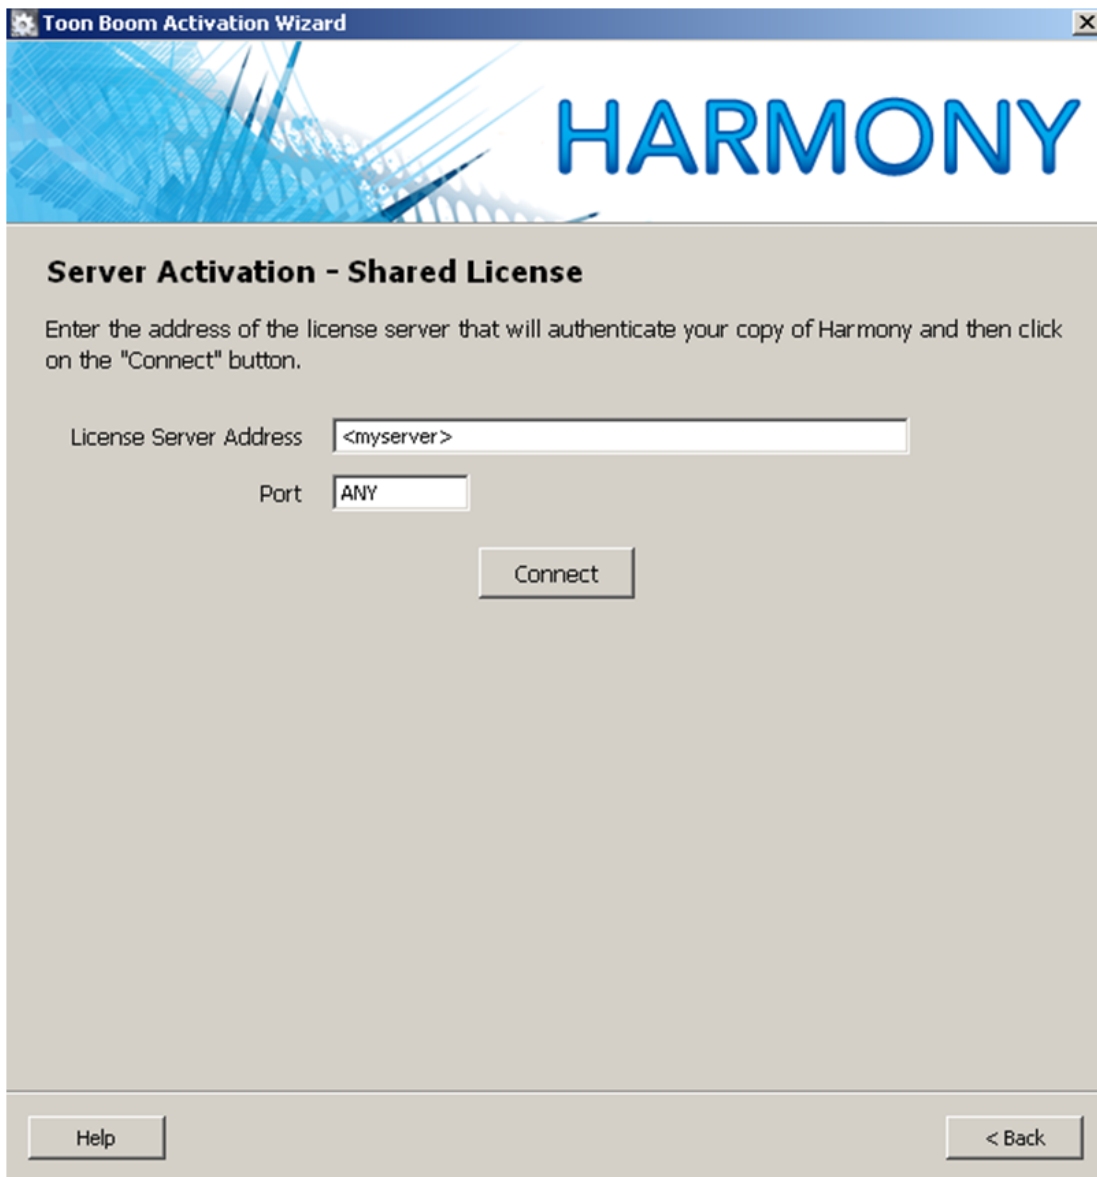 Toon Boom Activation Wizard
HARMONY
Server Activation - Shared License
Enter the address of the license server that will authenticate your copy of Harmony and then click
on the "Connect" button.
License Server Address <myserver>
Port ANY
Connect
Help < Back